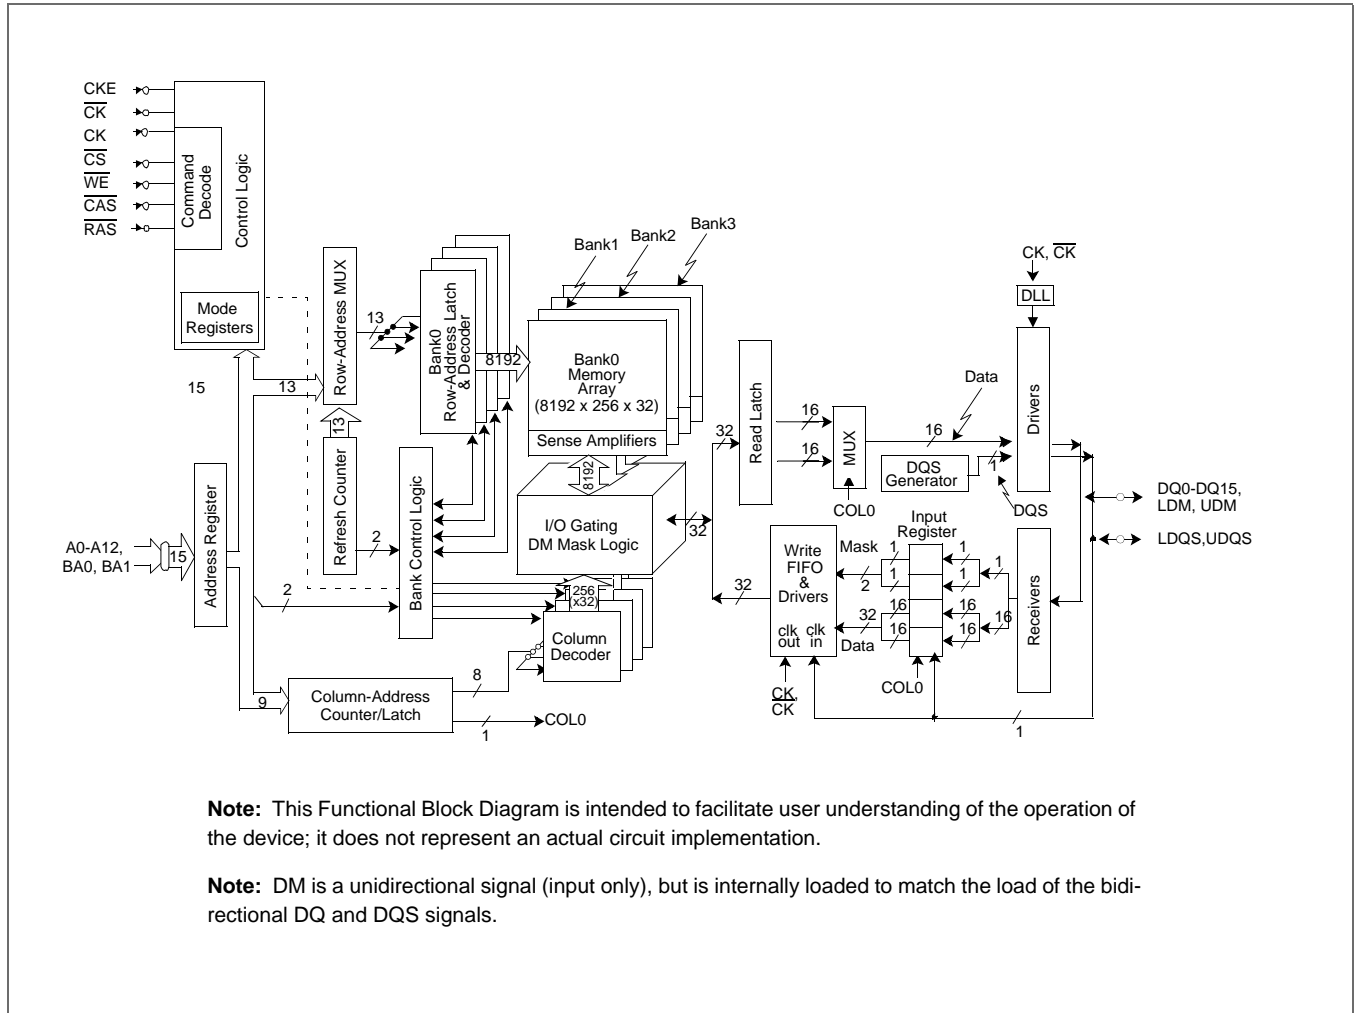 CKE
CK
CK
CS
WE
CAS
RAS
Command
Decode
Control Logic
Mode
Registers
15
13
Row-Address MUX
13
Refresh Counter
13
Bank0
Row-Address Latch
& Decoder
8192
Bank1
Bank2
Bank3
Bank0
Memory
Array
(8192 x 256 x 32)
Sense Amplifiers
8192
I/O Gating
DM Mask Logic
A0-A12,
BA0, BA1
15
Address Register
2
2
Bank Control Logic
256
(x32)
Column
Decoder
9
Column-Address
Counter/Latch
8
1
COL0
32
32
32
Read Latch
16
16
MUX
COL0
16
Data
DQS
Generator
1
DQS
CK, CK
DLL
Drivers
DQ0-DQ15,
LDM, UDM
LDQS,UDQS
Input
Register
Write
FIFO
&
Drivers
clk
out
clk
in
Mask
2
32
Data
1
1
16
16
1
1
16
16
1
16
Receivers
COL0
CK,
CK
1
Note: This Functional Block Diagram is intended to facilitate user understanding of the operation of
the device; it does not represent an actual circuit implementation.
Note: DM is a unidirectional signal (input only), but is internally loaded to match the load of the bidi-
rectional DQ and DQS signals.